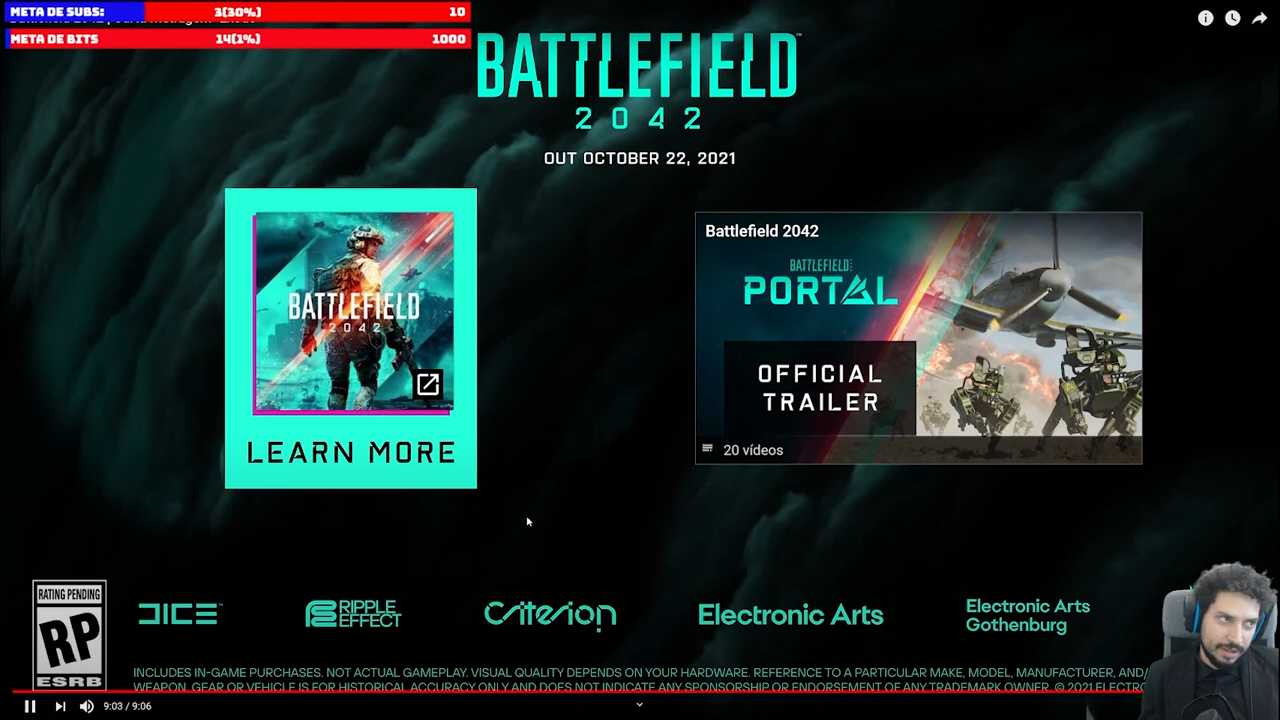 META DE SUBS: 3(30%) 10
META DE BITS 14(1%) 1000
BATTLEFIELD™
2042
OUT OCTOBER 22, 2021
BATTLEFIELD
2042
LEARN MORE
Battlefield 2042
BATTLEFIELD
PORTAL
OFFICIAL
TRAILER
20 vídeos
RATING PENDING
RP
ESRB
DICE™
RIPPLE
EFFECT
Criterion
Electronic Arts
Electronic Arts
Gothenburg
INCLUDES IN-GAME PURCHASES. NOT ACTUAL GAMEPLAY. VISUAL QUALITY DEPENDS ON YOUR HARDWARE. REFERENCE TO A PARTICULAR MAKE, MODEL, MANUFACTURER, AND/
WEAPON, GEAR OR VEHICLE IS FOR HISTORICAL ACCURACY ONLY AND DOES NOT INDICATE ANY SPONSORSHIP OR ENDORSEMENT OF ANY TRADEMARK OWNER. © 2021 ELECTRO
9:03 / 9:06